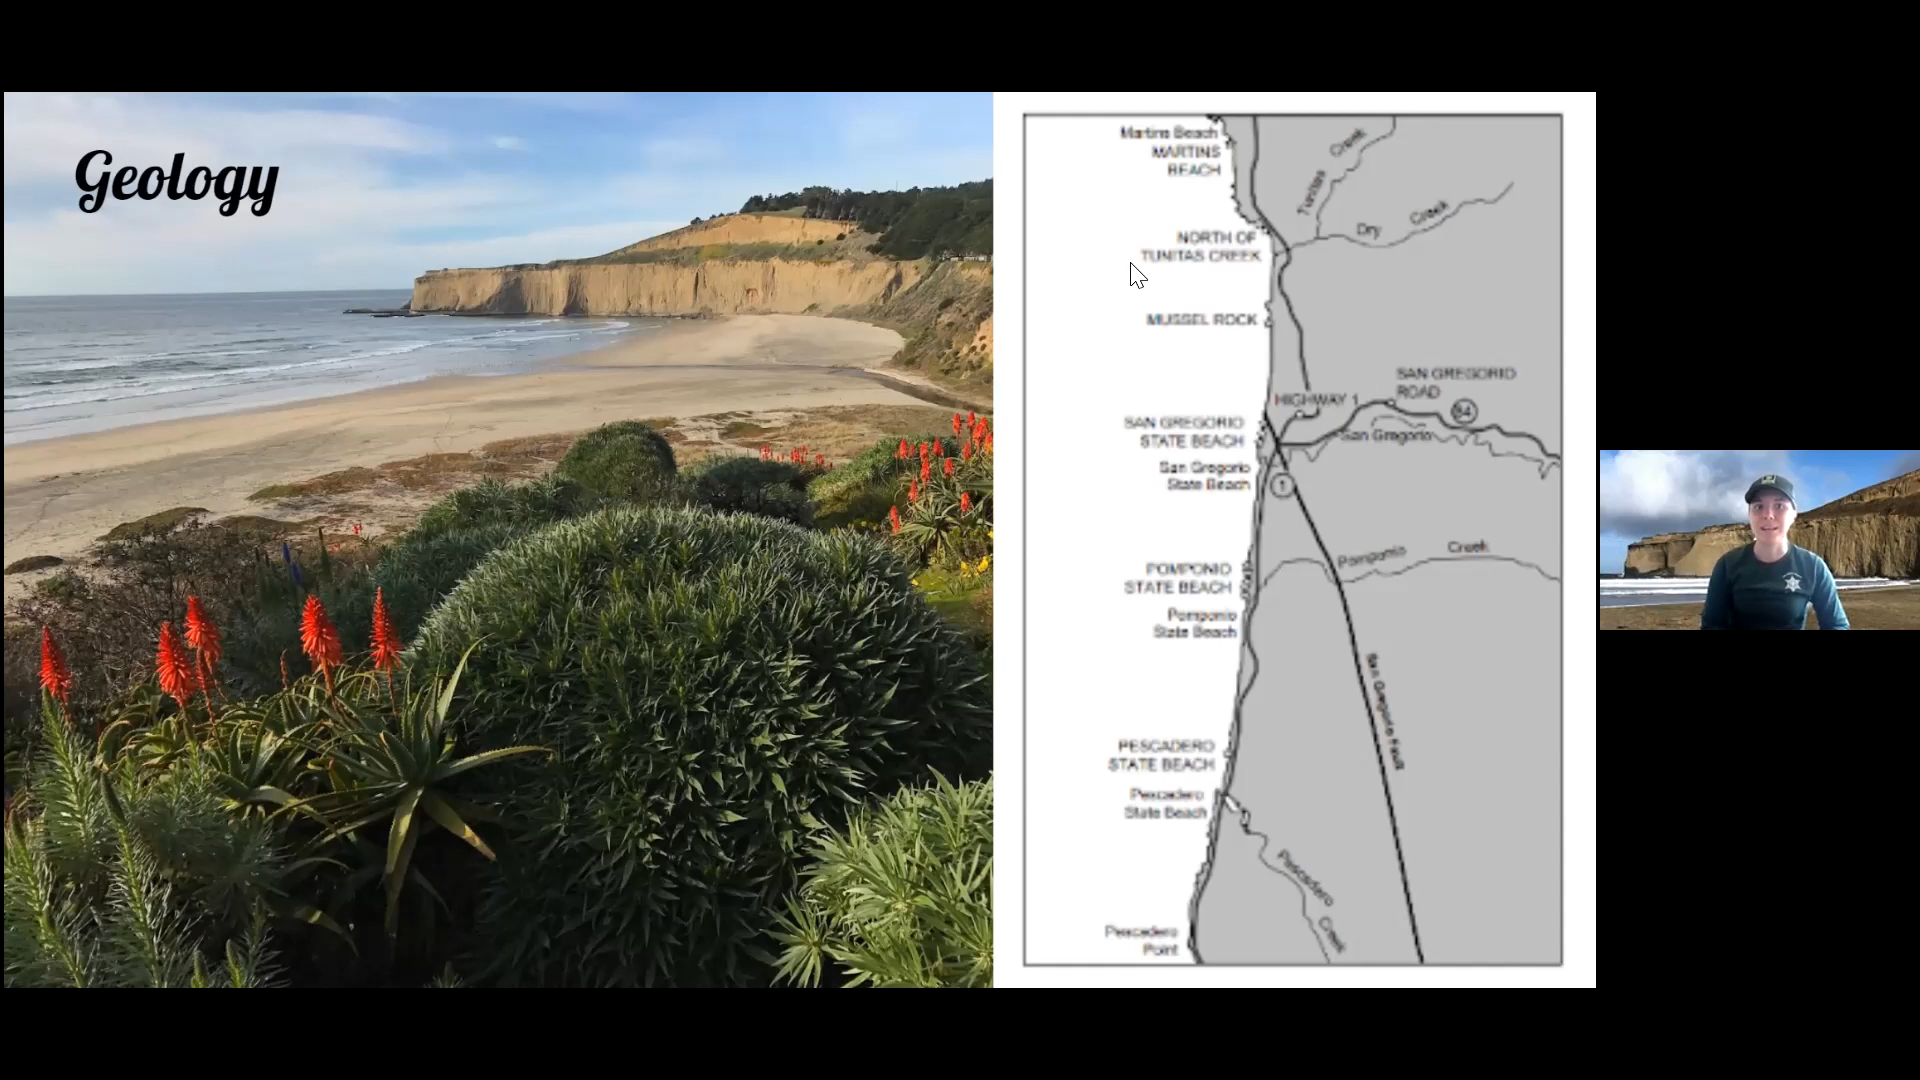 Geology
Martins Beach
MARTINS
BEACH
Tunitas
Creek
Dry
Creek
NORTH OF
TUNITAS CREEK
MUSSEL ROCK
SAN GREGORIO
ROAD
HIGHWAY 1
84
SAN GREGORIO
STATE BEACH
San Gregorio
San Gregorio
State Beach
1
Pomponio
Creek
POMPONIO
STATE BEACH
Pomponio
State Beach
San Gregorio Fault
PESCADERO
STATE BEACH
Pescadero
State Beach
Pescadero
Creek
Pescadero
Point